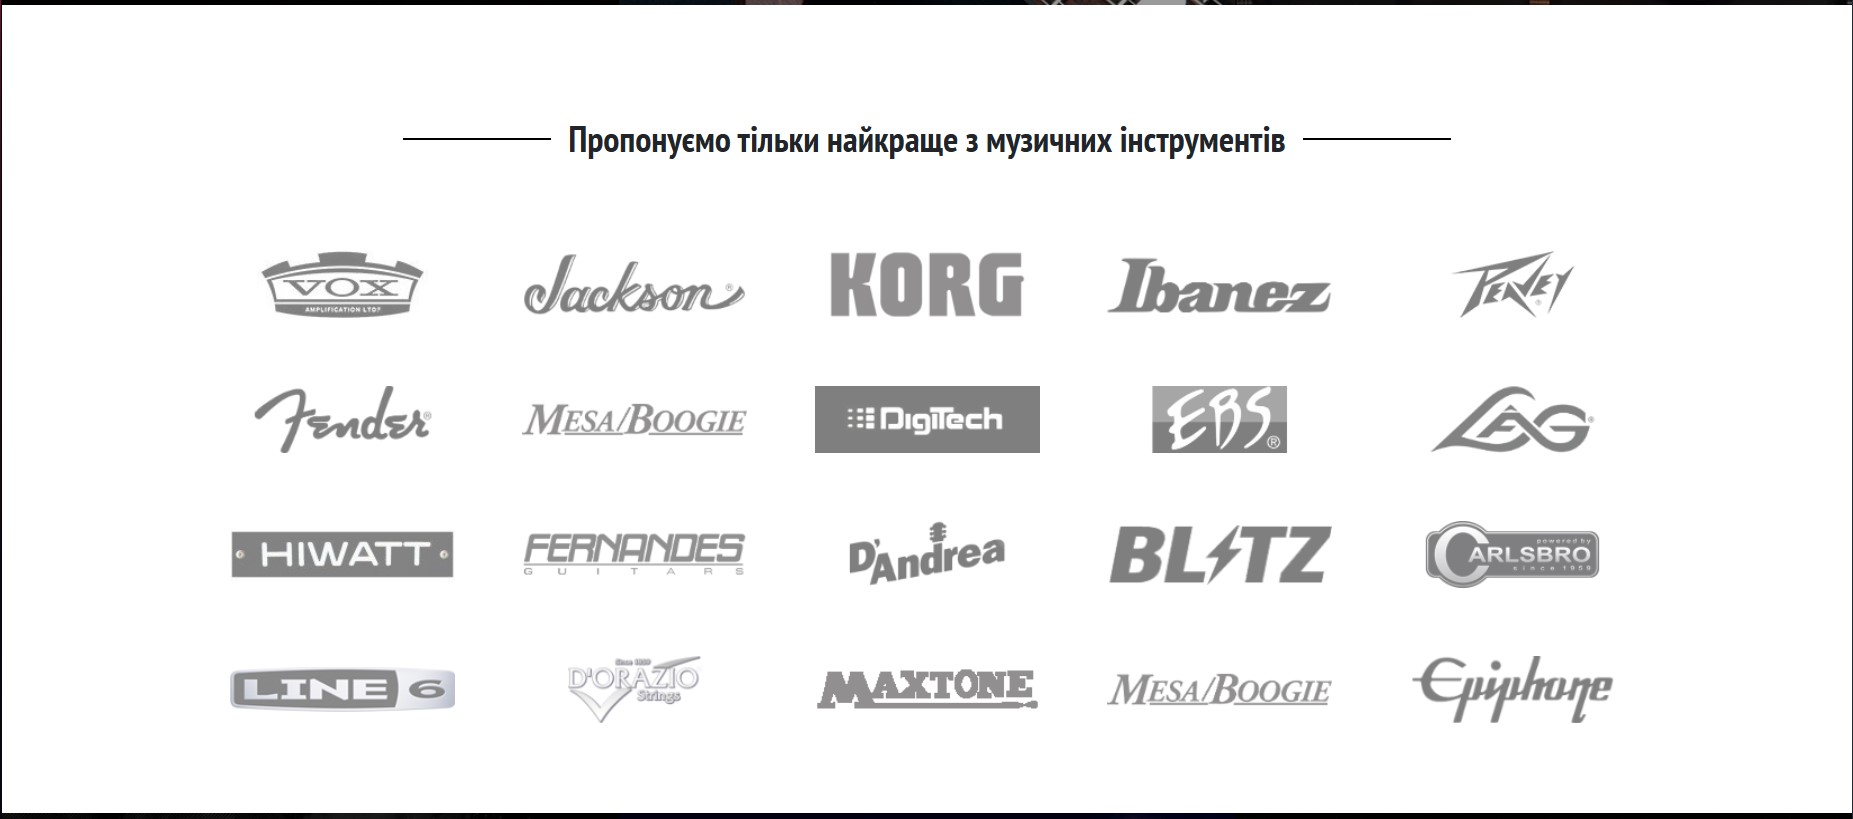 Пропонуємо тільки найкраще з музичних інструментів
VOX
AMPLIFICATION LTD
Jackson®
KORG
Ibanez
PEAVEY®
Fender®
MESA/BOOGIE
DigiTech
EBS®
LAG®
HIWATT
FERNANDES
GUITARS
D'Andrea
BLITZ
powered by
CARLSBRO
since 1959
LINE 6
D'ORAZIO
Strings
MAXTONE
MESA/BOOGIE
Epiphone